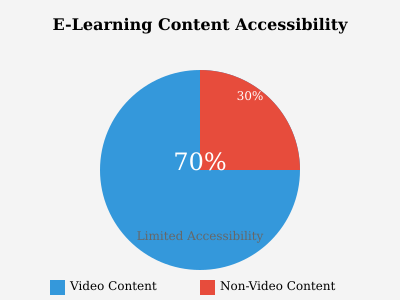 E-Learning Content Accessibility
30%
70%
Limited Accessibility
Video Content
Non-Video Content